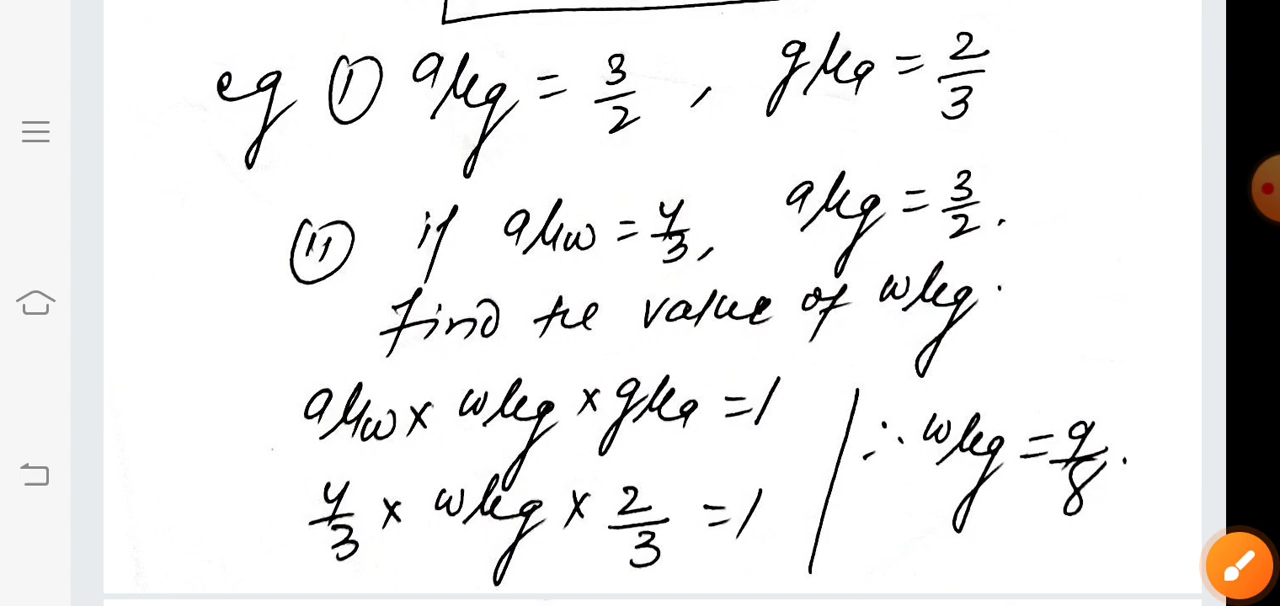 eg ① aμg = 3/2, gμa = 2/3
(ii) if aμw = 4/3, aμg = 3/2.
find the value of wμg.
aμw × wμg × gμa = 1
4/3 × wμg × 2/3 = 1
∴ wμg = 9/8.